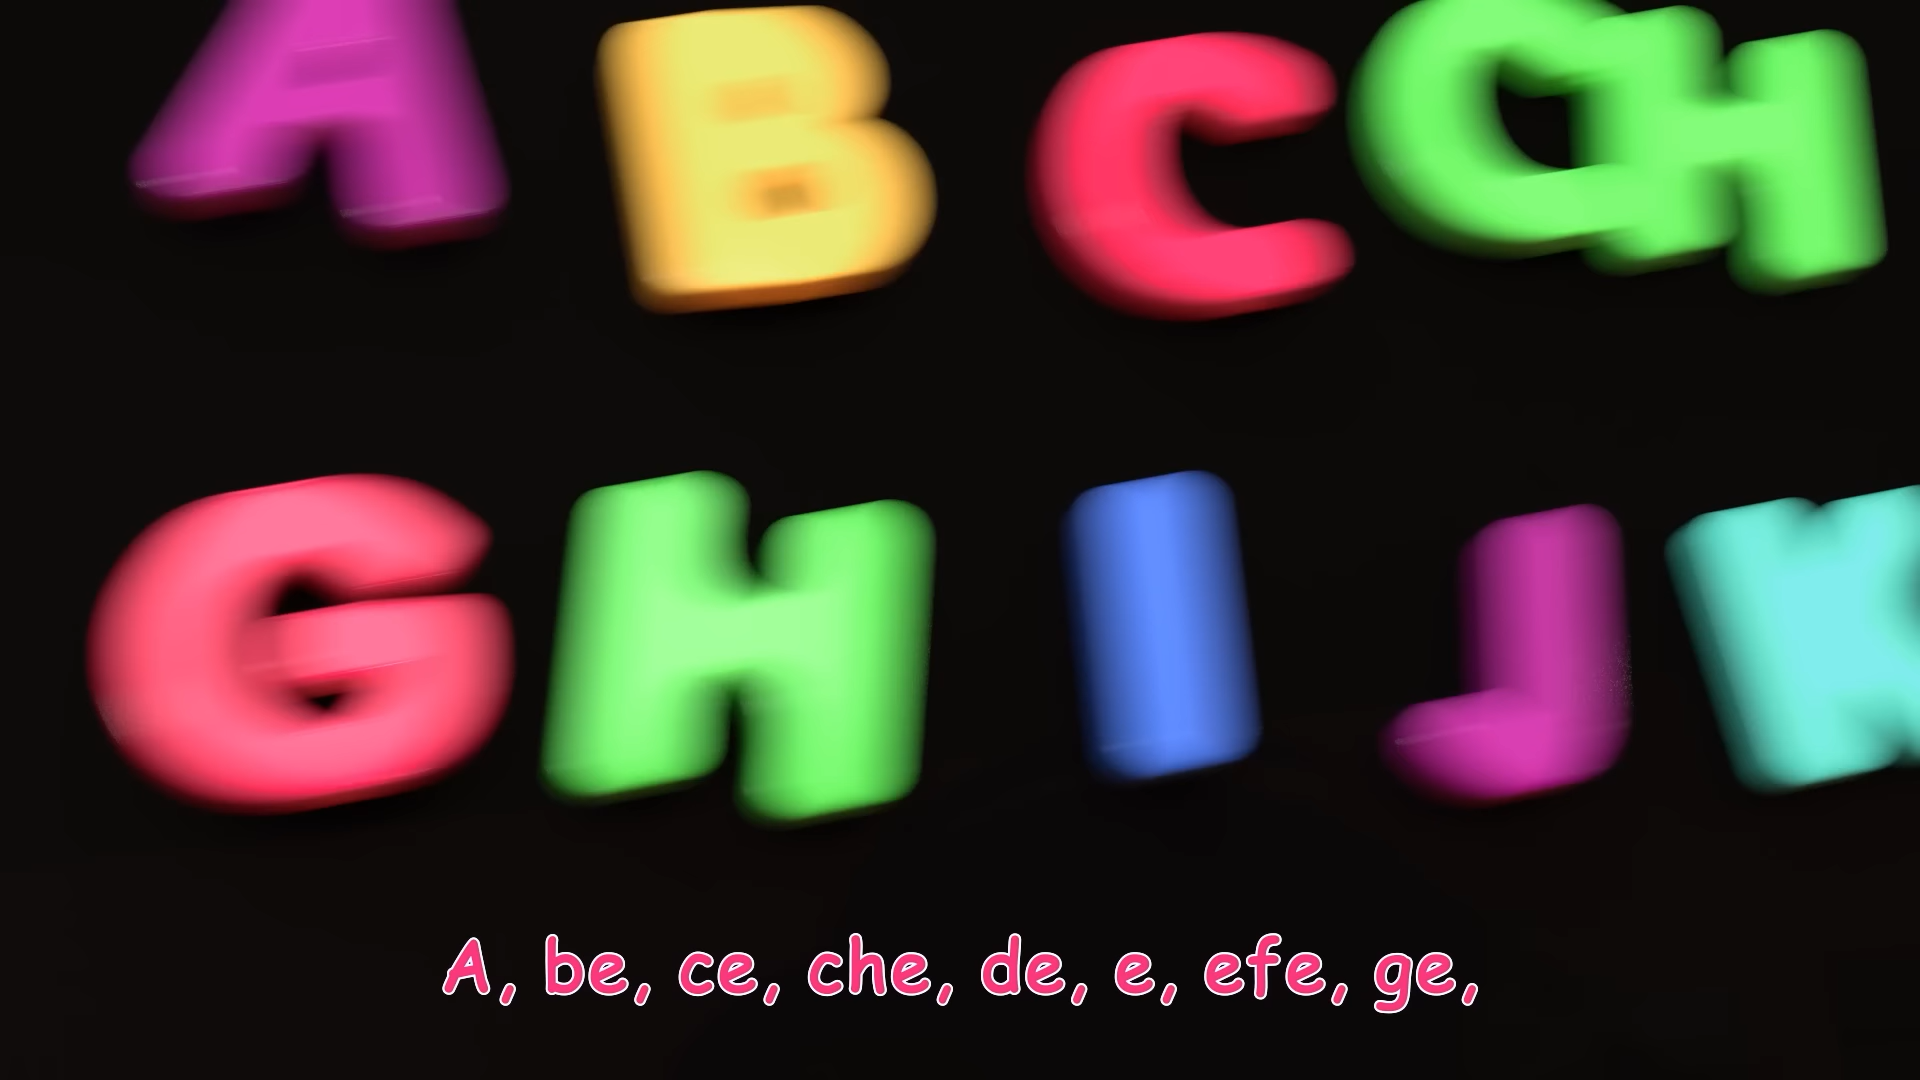 A B C CH
G H I J K
A, be, ce, che, de, e, efe, ge,